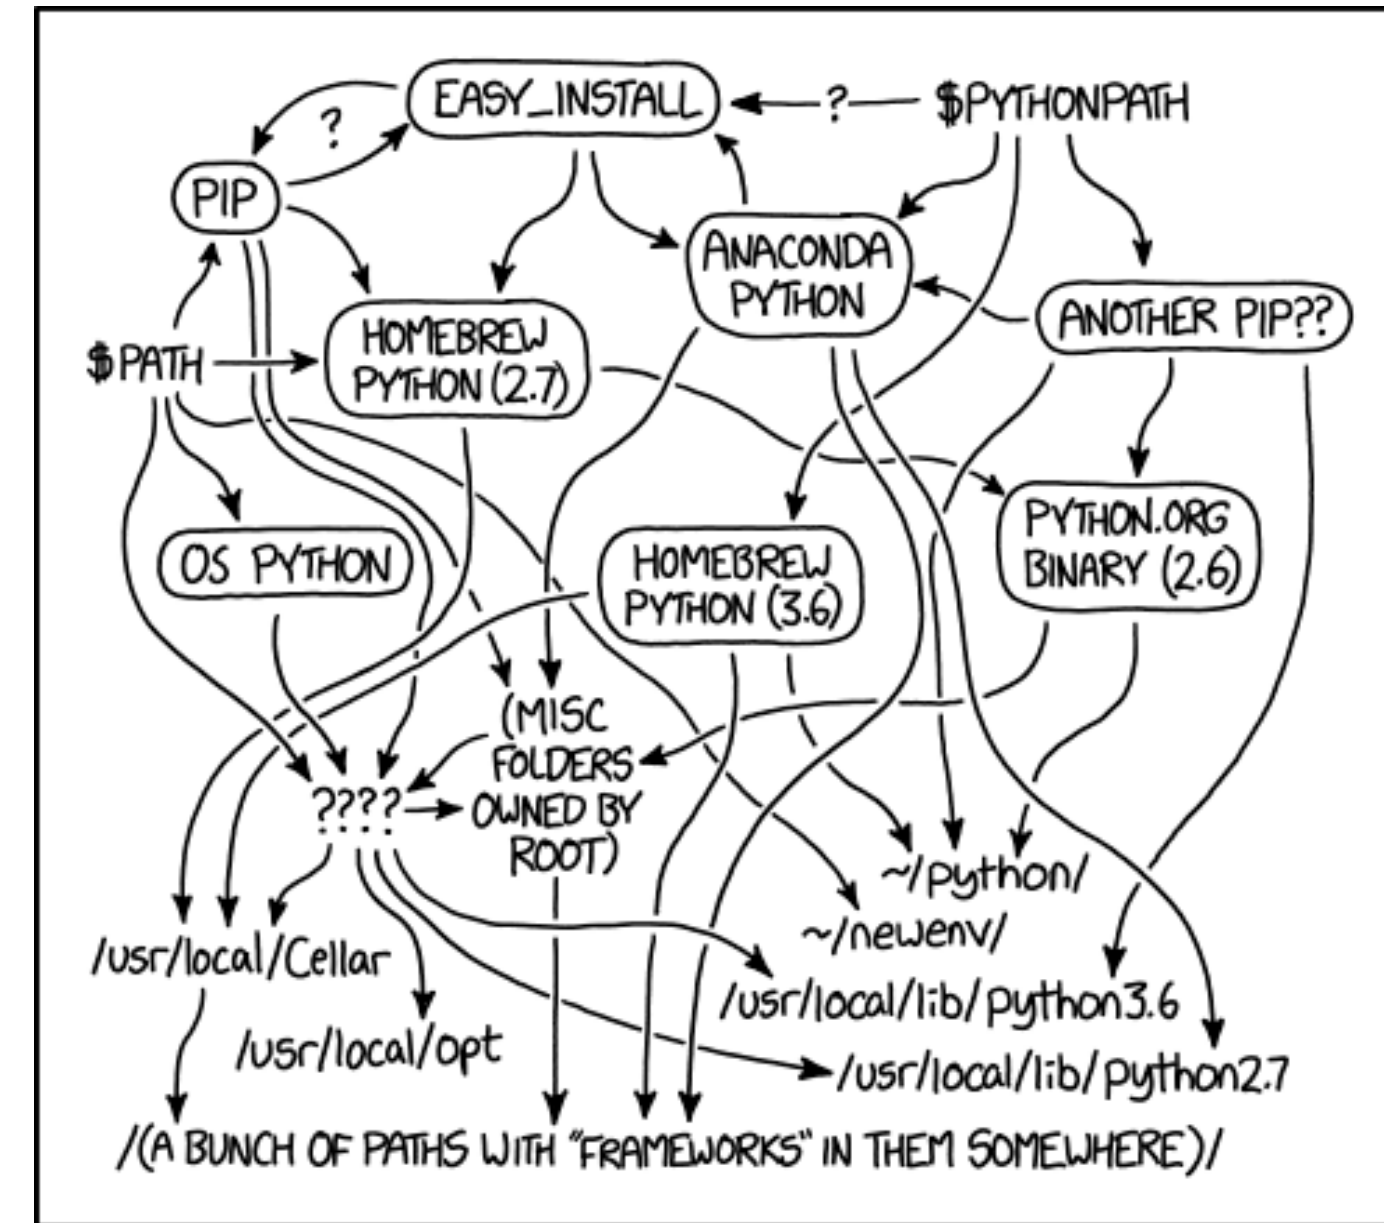 EASY_INSTALL
?
$PYTHONPATH
?
PIP
ANACONDA
PYTHON
ANOTHER PIP??
HOMEBREW
PYTHON (2.7)
$PATH
PYTHON.ORG
BINARY (2.6)
OS PYTHON
HOMEBREW
PYTHON (3.6)
(MISC
FOLDERS
OWNED BY
ROOT)
????
~/python/
~/newenv/
/usr/local/Cellar
/usr/local/lib/python3.6
/usr/local/opt
/usr/local/lib/python2.7
/(A BUNCH OF PATHS WITH "FRAMEWORKS" IN THEM SOMEWHERE)/